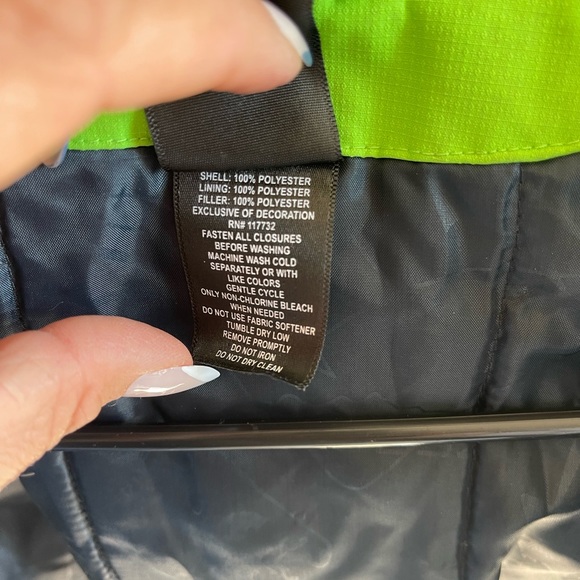 SHELL: 100% POLYESTER
LINING: 100% POLYESTER
FILLER: 100% POLYESTER
EXCLUSIVE OF DECORATION
RN# 117732
FASTEN ALL CLOSURES
BEFORE WASHING
MACHINE WASH COLD
SEPARATELY OR WITH
LIKE COLORS
GENTLE CYCLE
ONLY NON-CHLORINE BLEACH
WHEN NEEDED
DO NOT USE FABRIC SOFTENER
TUMBLE DRY LOW
REMOVE PROMPTLY
DO NOT IRON
DO NOT DRY CLEAN